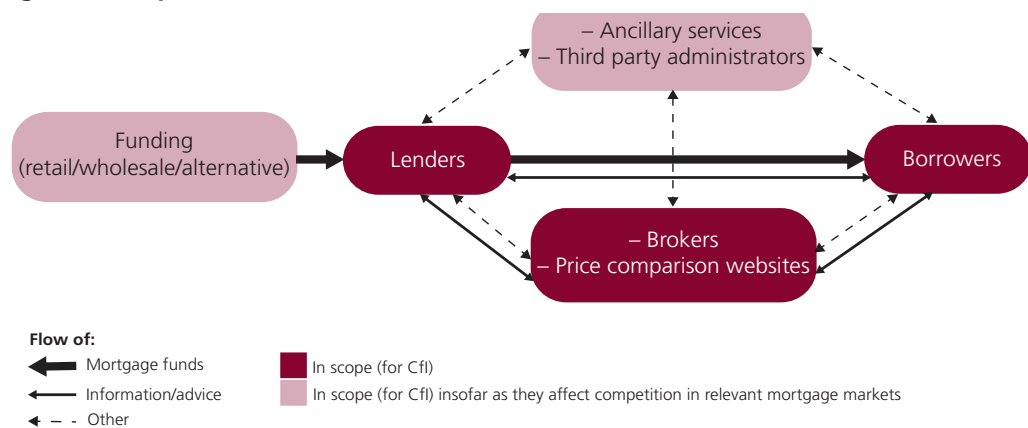 – Ancillary services
– Third party administrators
Funding
(retail/wholesale/alternative)
Lenders
Borrowers
– Brokers
– Price comparison websites
Flow of:
Mortgage funds
In scope (for CfI)
Information/advice
In scope (for CfI) insofar as they affect competition in relevant mortgage markets
Other